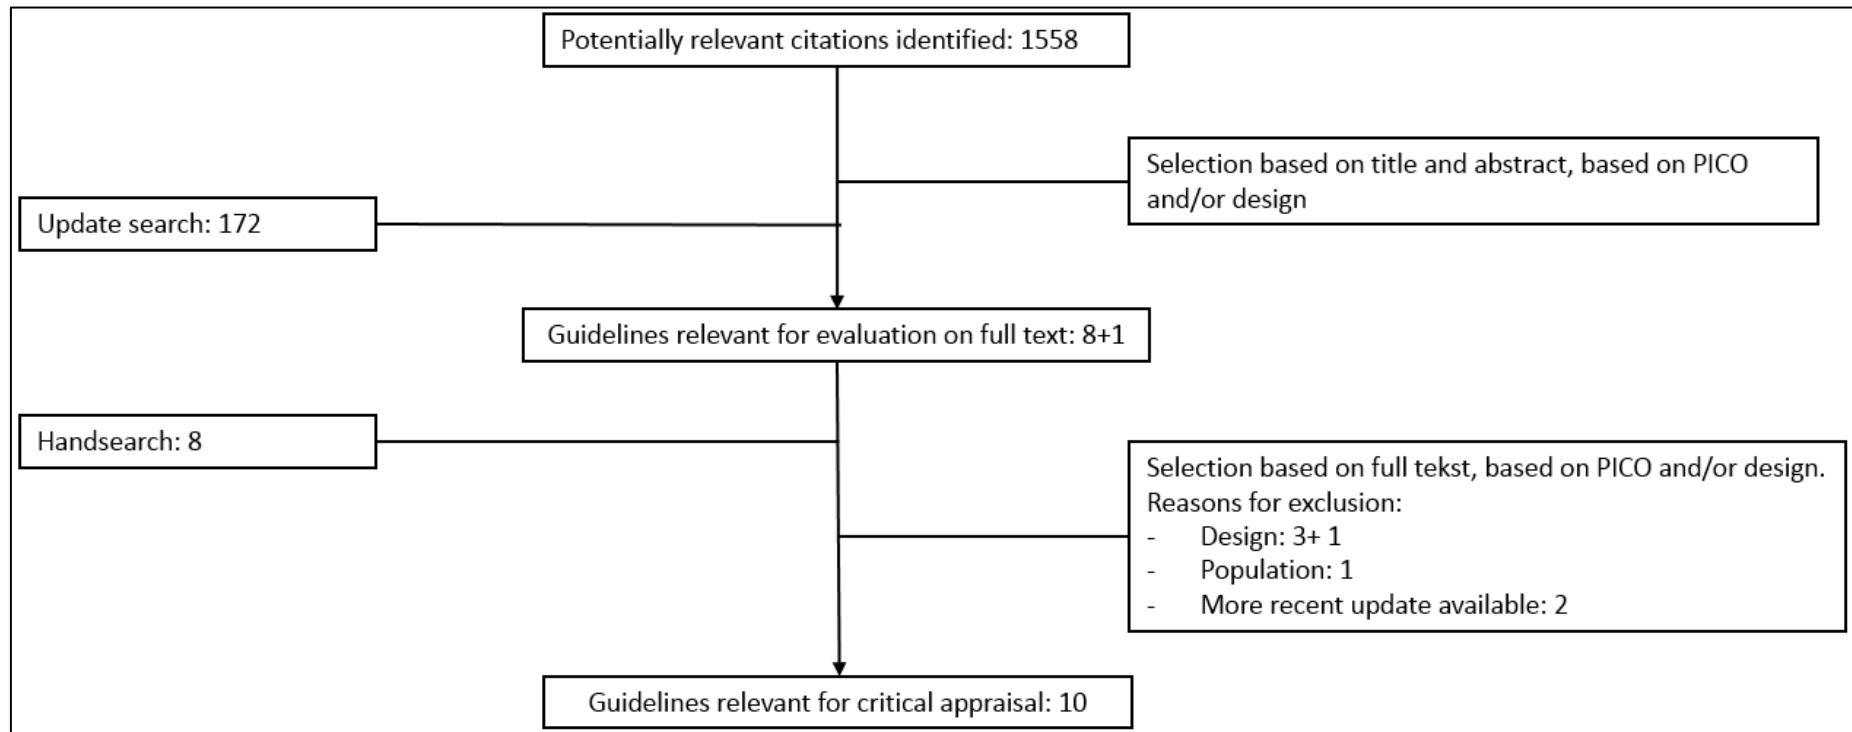 Potentially relevant citations identified: 1558
Selection based on title and abstract, based on PICO
and/or design
Update search: 172
Guidelines relevant for evaluation on full text: 8+1
Handsearch: 8
Selection based on full tekst, based on PICO and/or design.
Reasons for exclusion:
- Design: 3+ 1
- Population: 1
- More recent update available: 2
Guidelines relevant for critical appraisal: 10